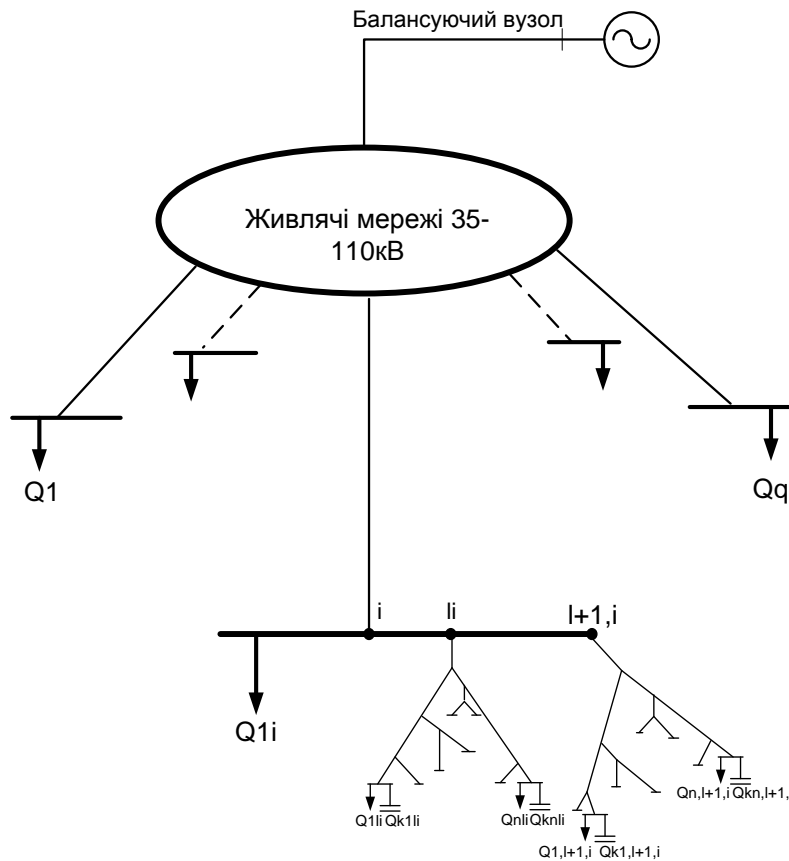 Балансуючий вузол
Живлячі мережі 35-
110кВ
Q1
Qq
i
li
l+1,i
Q1i
Q1li Qk1li
Qnli Qknli
Qn,l+1,i Qkn,l+1,
Q1,l+1,i Qk1,l+1,i